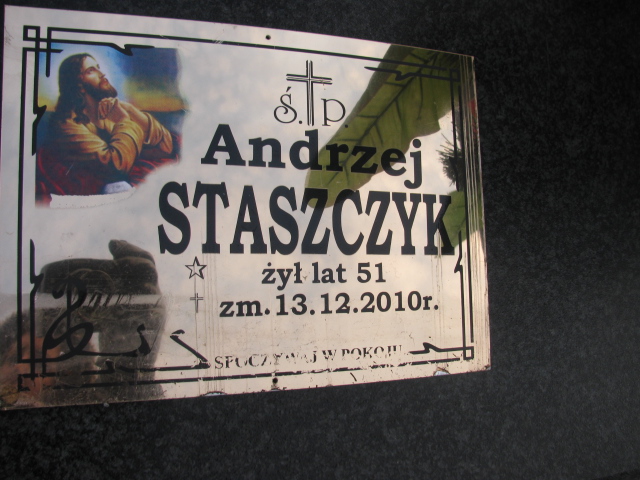 Ś. P.
Andrzej
STASZCZYK
żył lat 51
zm. 13.12.2010r.
SPOCZYWAJ W POKOJU